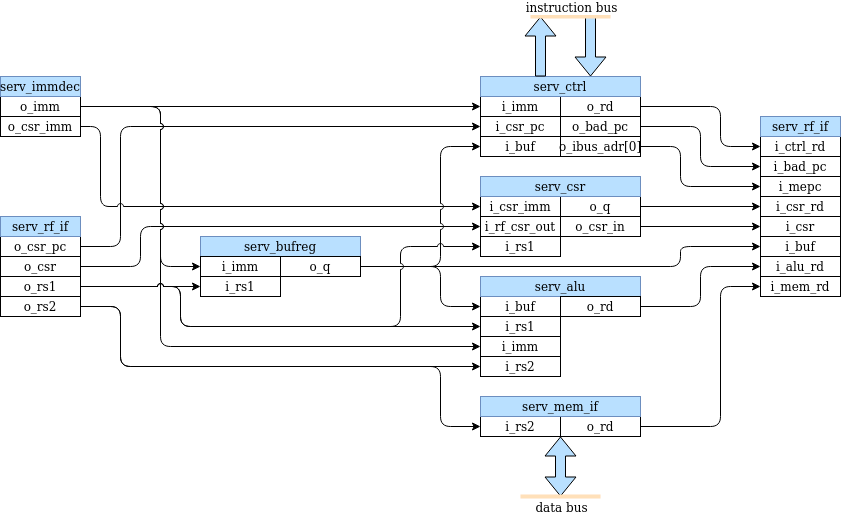 instruction bus
serv_immdec
o_imm
o_csr_imm
serv_rf_if
o_csr_pc
o_csr
o_rs1
o_rs2
serv_bufreg
i_imm o_q
i_rs1
serv_ctrl
i_imm o_rd
i_csr_pc o_bad_pc
i_buf o_ibus_adr[0]
serv_csr
i_csr_imm o_q
i_rf_csr_out o_csr_in
i_rs1
serv_alu
i_buf o_rd
i_rs1
i_imm
i_rs2
serv_mem_if
i_rs2 o_rd
serv_rf_if
i_ctrl_rd
i_bad_pc
i_mepc
i_csr_rd
i_csr
i_buf
i_alu_rd
i_mem_rd
data bus